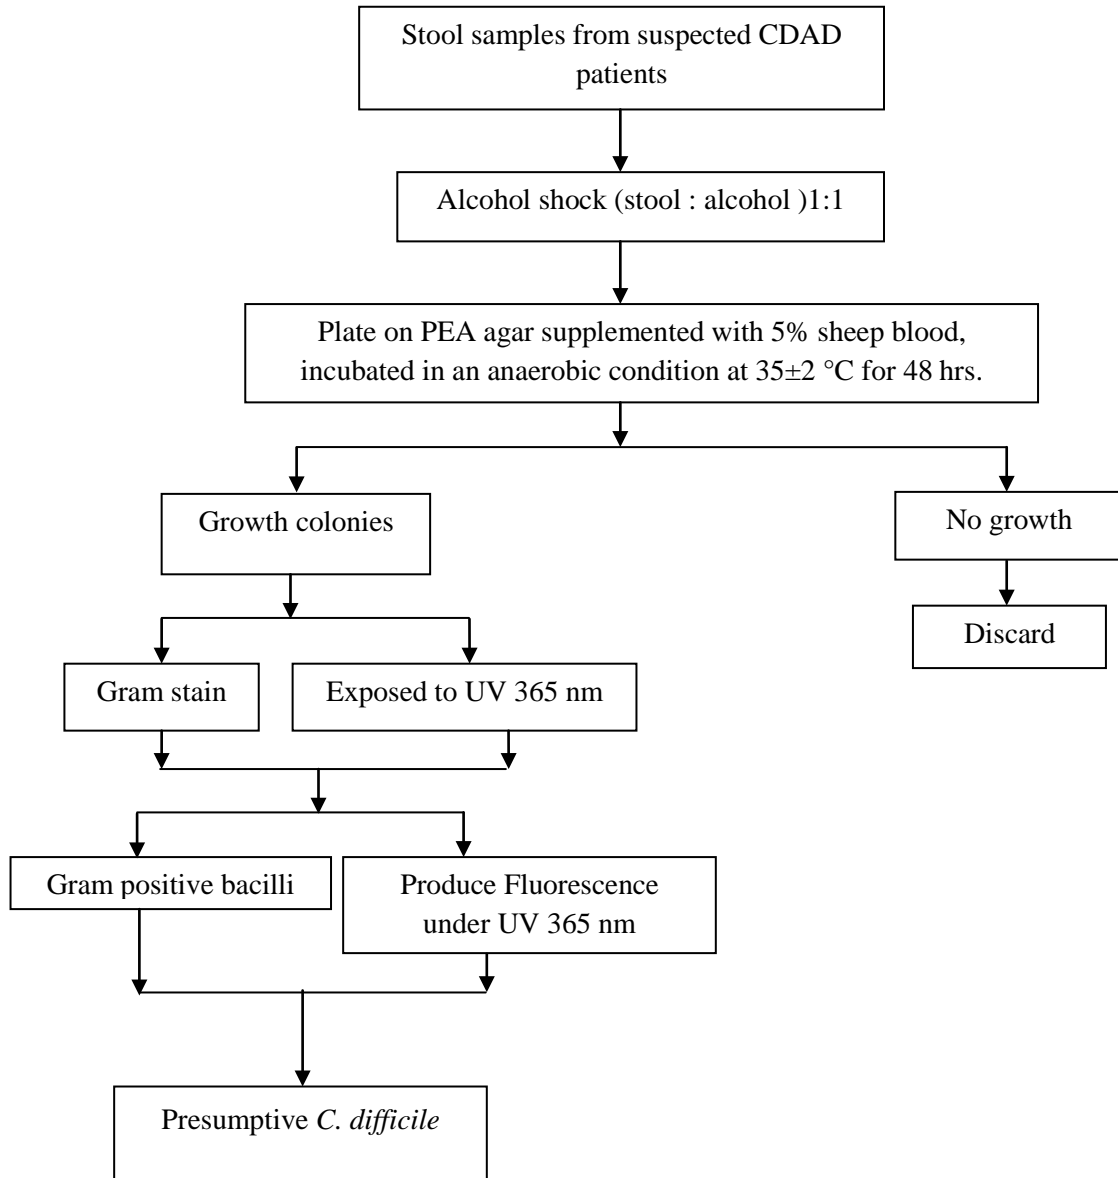 Stool samples from suspected CDAD
patients
Alcohol shock (stool : alcohol )1:1
Plate on PEA agar supplemented with 5% sheep blood,
incubated in an anaerobic condition at 35±2 °C for 48 hrs.
Growth colonies
No growth
Discard
Gram stain
Exposed to UV 365 nm
Gram positive bacilli
Produce Fluorescence
under UV 365 nm
Presumptive C. difficile